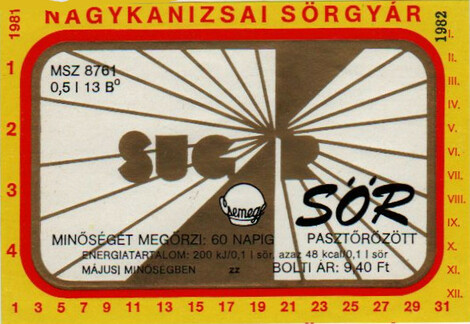 NAGYKANIZSAI SÖRGYÁR
1981
1982
MSZ 8761
0,5 l 13 B°
SUGÁR
SÖR
Csemege
MINŐSÉGÉT MEGŐRZI: 60 NAPIG PASZTŐRÖZÖTT
ENERGIATARTALOM: 200 kJ/0,1 l sör, azaz 48 kcal/0,1 l sör
MÁJUSI MINŐSÉGBEN zz BOLTI ÁR: 9,40 Ft
1
2
3
4
I.
II.
III.
IV.
V.
VI.
VII.
VIII.
IX.
X.
XI.
XII.
1 3 5 7 9 11 13 15 17 19 21 23 25 27 29 31